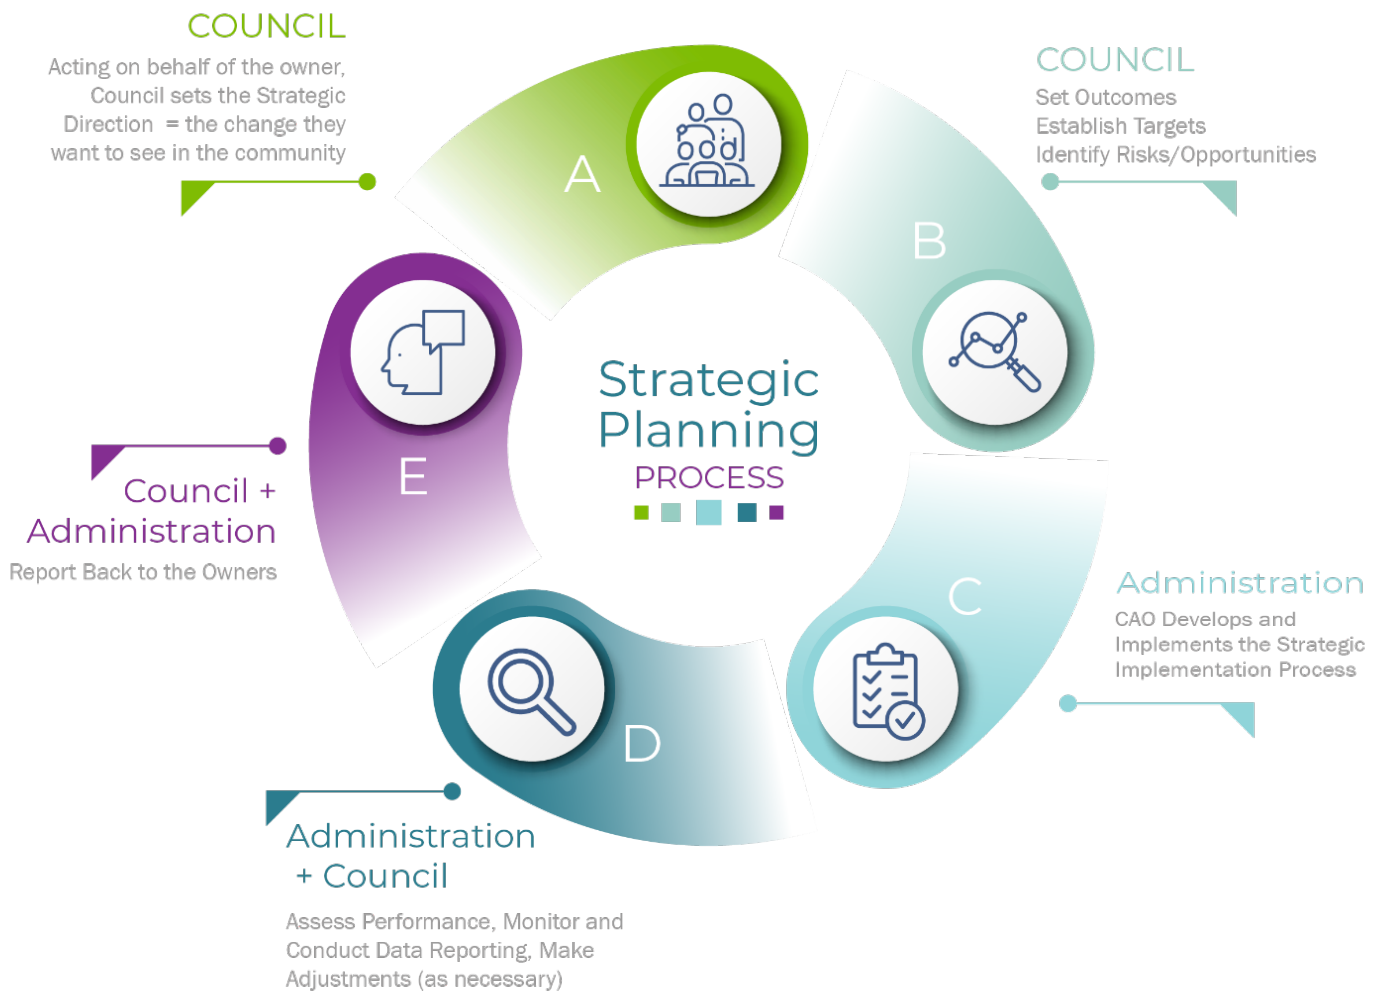 COUNCIL
Acting on behalf of the owner,
Council sets the Strategic
Direction = the change they
want to see in the community
A
COUNCIL
Set Outcomes
Establish Targets
Identify Risks/Opportunities
B
Strategic
Planning
PROCESS
C
Administration
CAO Develops and
Implements the Strategic
Implementation Process
D
Administration
+ Council
Assess Performance, Monitor and
Conduct Data Reporting, Make
Adjustments (as necessary)
E
Council +
Administration
Report Back to the Owners